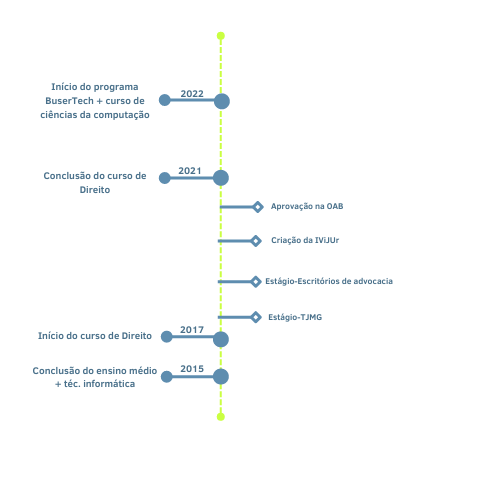 Início do programa
BuserTech + curso de
ciências da computação
2022
Conclusão do curso de
Direito
2021
Aprovação na OAB
Criação da IViJUr
Estágio-Escritórios de advocacia
Estágio-TJMG
Início do curso de Direito
2017
Conclusão do ensino médio
+ téc. informática
2015